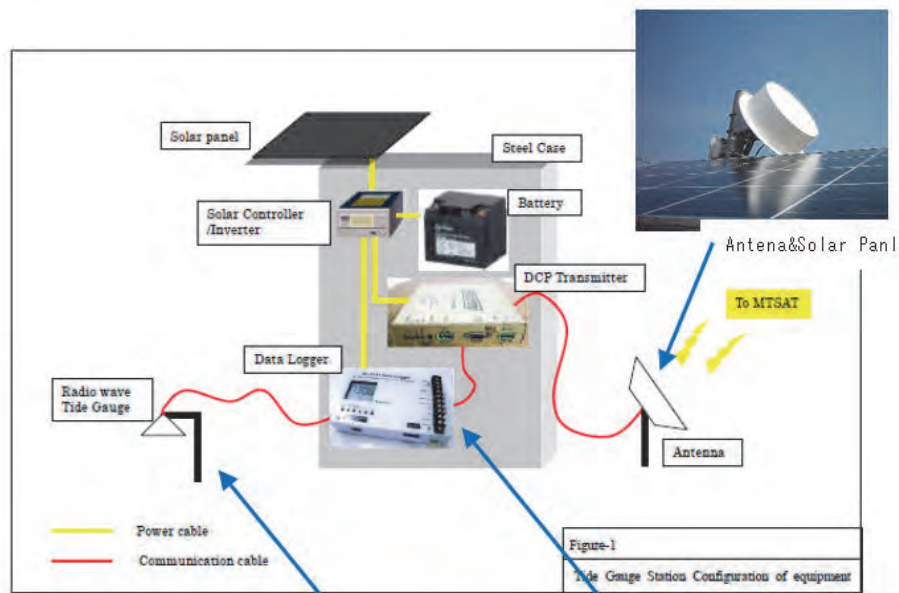 Solar panel
Steel Case
Solar Controller
/Inverter
Battery
Antena&Solar Panl
DCP Transmitter
To MTSAT
Data Logger
Radio wave
Tide Gauge
Antenna
Power cable
Communication cable
Figure-1
Tide Gauge Station Configuration of equipment